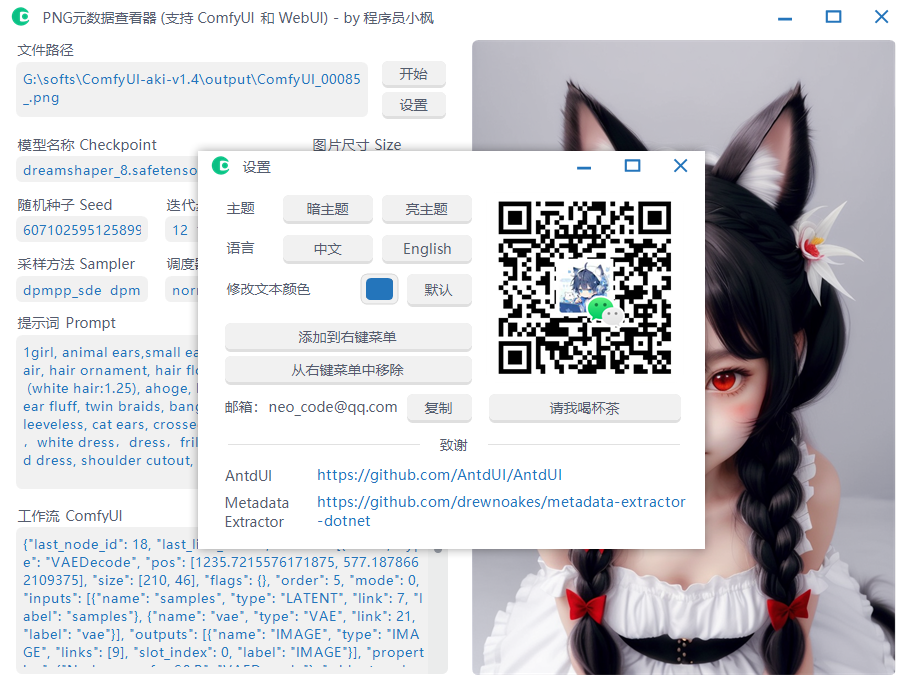 PNG元数据查看器 (支持 ComfyUI 和 WebUI) - by 程序员小枫
文件路径
G:\softs\ComfyUI-aki-v1.4\output\ComfyUI_00085
_.png
开始
设置
模型名称 Checkpoint
图片尺寸 Size
dreamshaper_8.safetenso
随机种子 Seed
迭代
607102595125899
12
采样方法 Sampler
调度
dpmpp_sde dpm
nor
提示词 Prompt
1girl, animal ears,small ea
air, hair ornament, hair fl
(white hair:1.25), ahoge,
ear fluff, twin braids, bang
leeveless, cat ears, crosse
, white dress, dress, fril
d dress, shoulder cutout,
工作流 ComfyUI
{"last_node_id": 18, "last_li
e": "VAEDecode", "pos": [1235.7215576171875, 577.187866
2109375], "size": [210, 46], "flags": {}, "order": 5, "mode": 0,
"inputs": [{"name": "samples", "type": "LATENT", "link": 7, "l
abel": "samples"}, {"name": "vae", "type": "VAE", "link": 21,
"label": "vae"}], "outputs": [{"name": "IMAGE", "type": "IMA
GE", "links": [9], "slot_index": 0, "label": "IMAGE"}], "propert
设置
主题
暗主题
亮主题
语言
中文
English
修改文本颜色
默认
添加到右键菜单
从右键菜单中移除
邮箱: neo_code@qq.com
复制
请我喝杯茶
致谢
AntdUI
https://github.com/AntdUI/AntdUI
Metadata
Extractor
https://github.com/drewnoakes/metadata-extractor
-dotnet